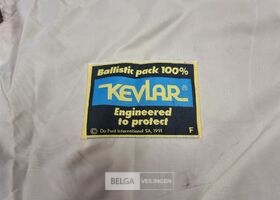 Ballistic pack 100%
KEVLAR®
Engineered
to protect
© Du Pont International SA, 1991
F
BELGA VEILINGEN